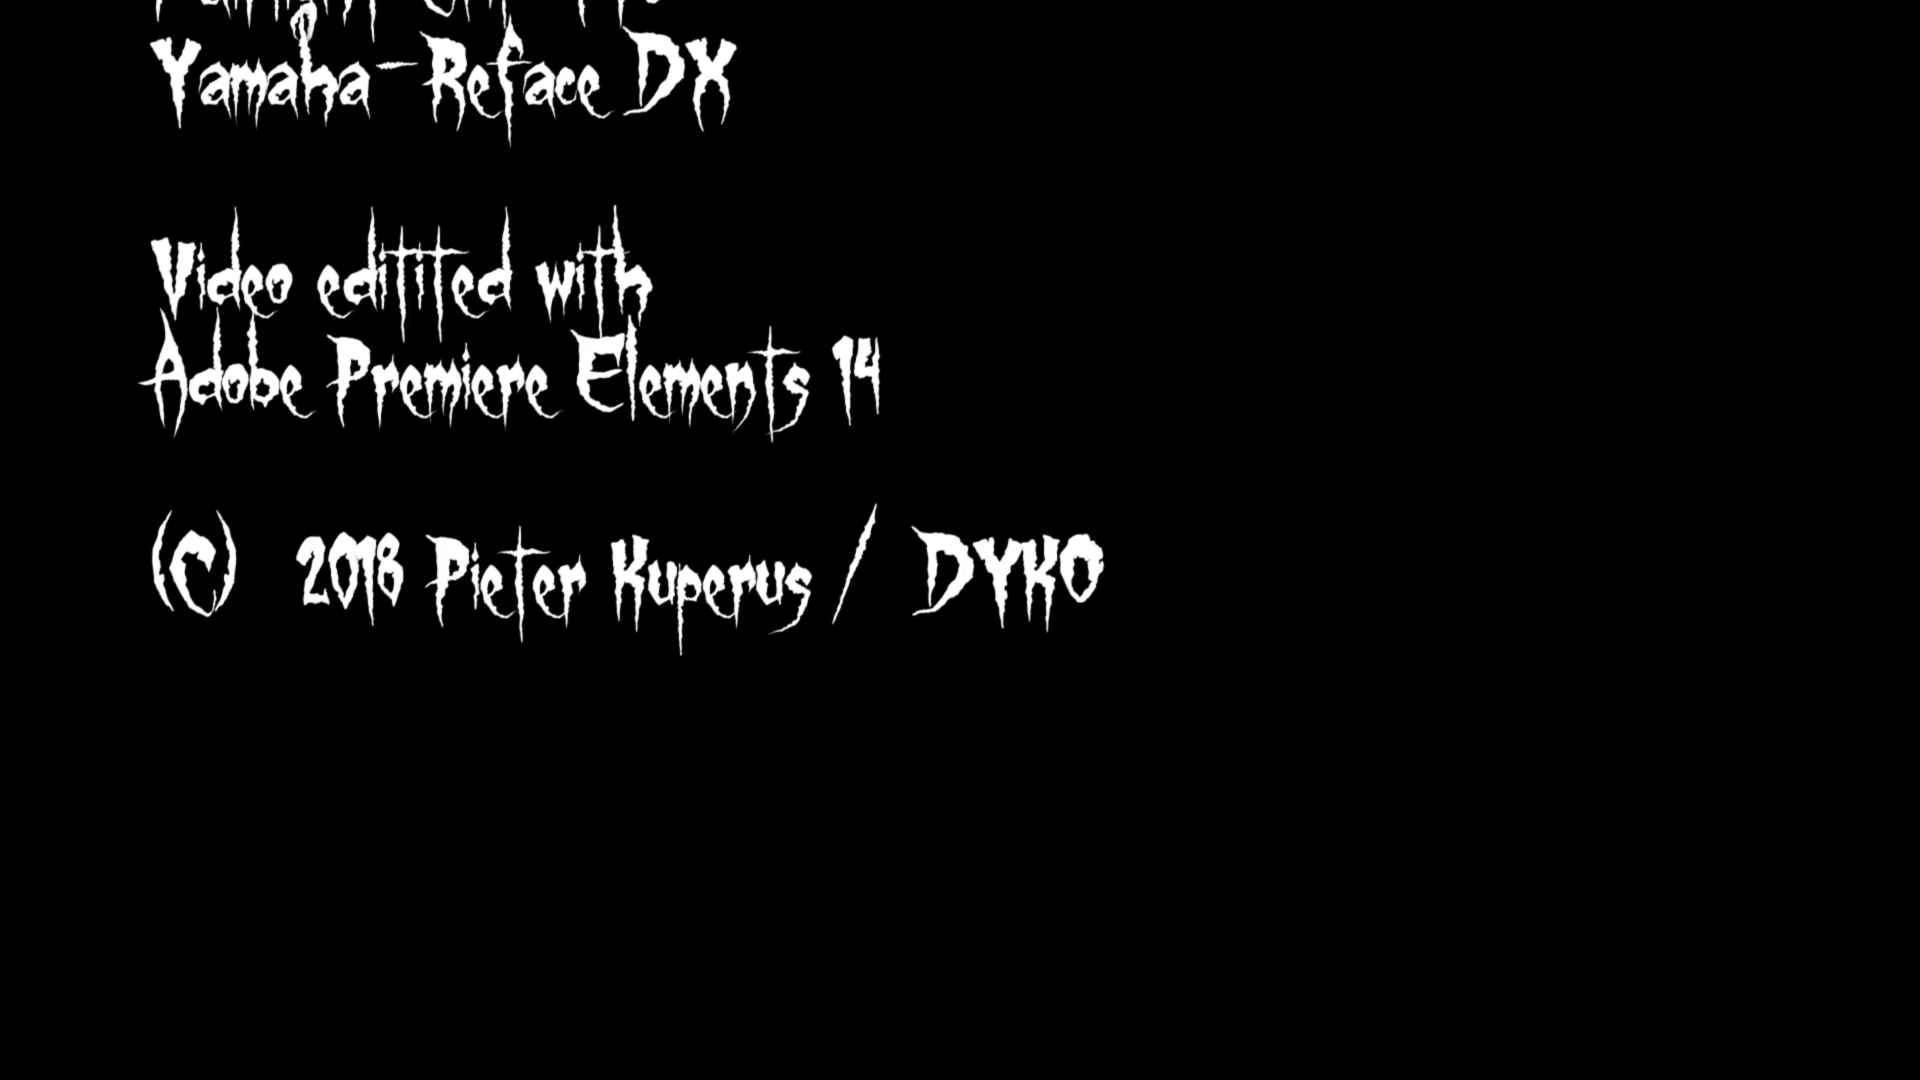 Yamaha-Reface DX
Video editited with
Adobe Premiere Elements 14
(C) 2018 Pieter Kuperus / DYKO